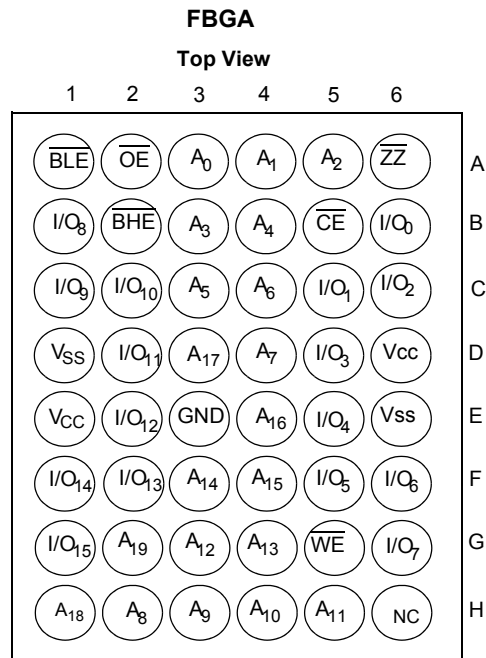 FBGA
Top View
1 2 3 4 5 6
BLE OE A0 A1 A2 ZZ A
I/O8 BHE A3 A4 CE I/O0 B
I/O9 I/O10 A5 A6 I/O1 I/O2 C
VSS I/O11 A17 A7 I/O3 Vcc D
VCC I/O12 GND A16 I/O4 Vss E
I/O14 I/O13 A14 A15 I/O5 I/O6 F
I/O15 A19 A12 A13 WE I/O7 G
A18 A8 A9 A10 A11 NC H